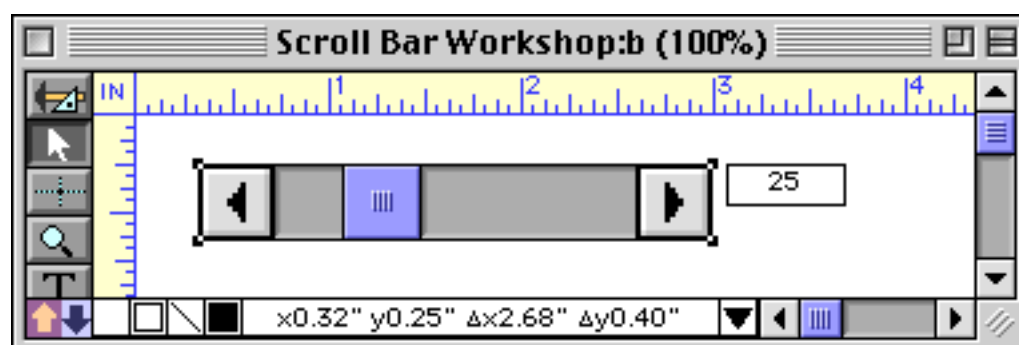 Scroll Bar Workshop:b (100%)
IN 1 2 3 4
25
T
x0.32" y0.25" Δx2.68" Δy0.40"